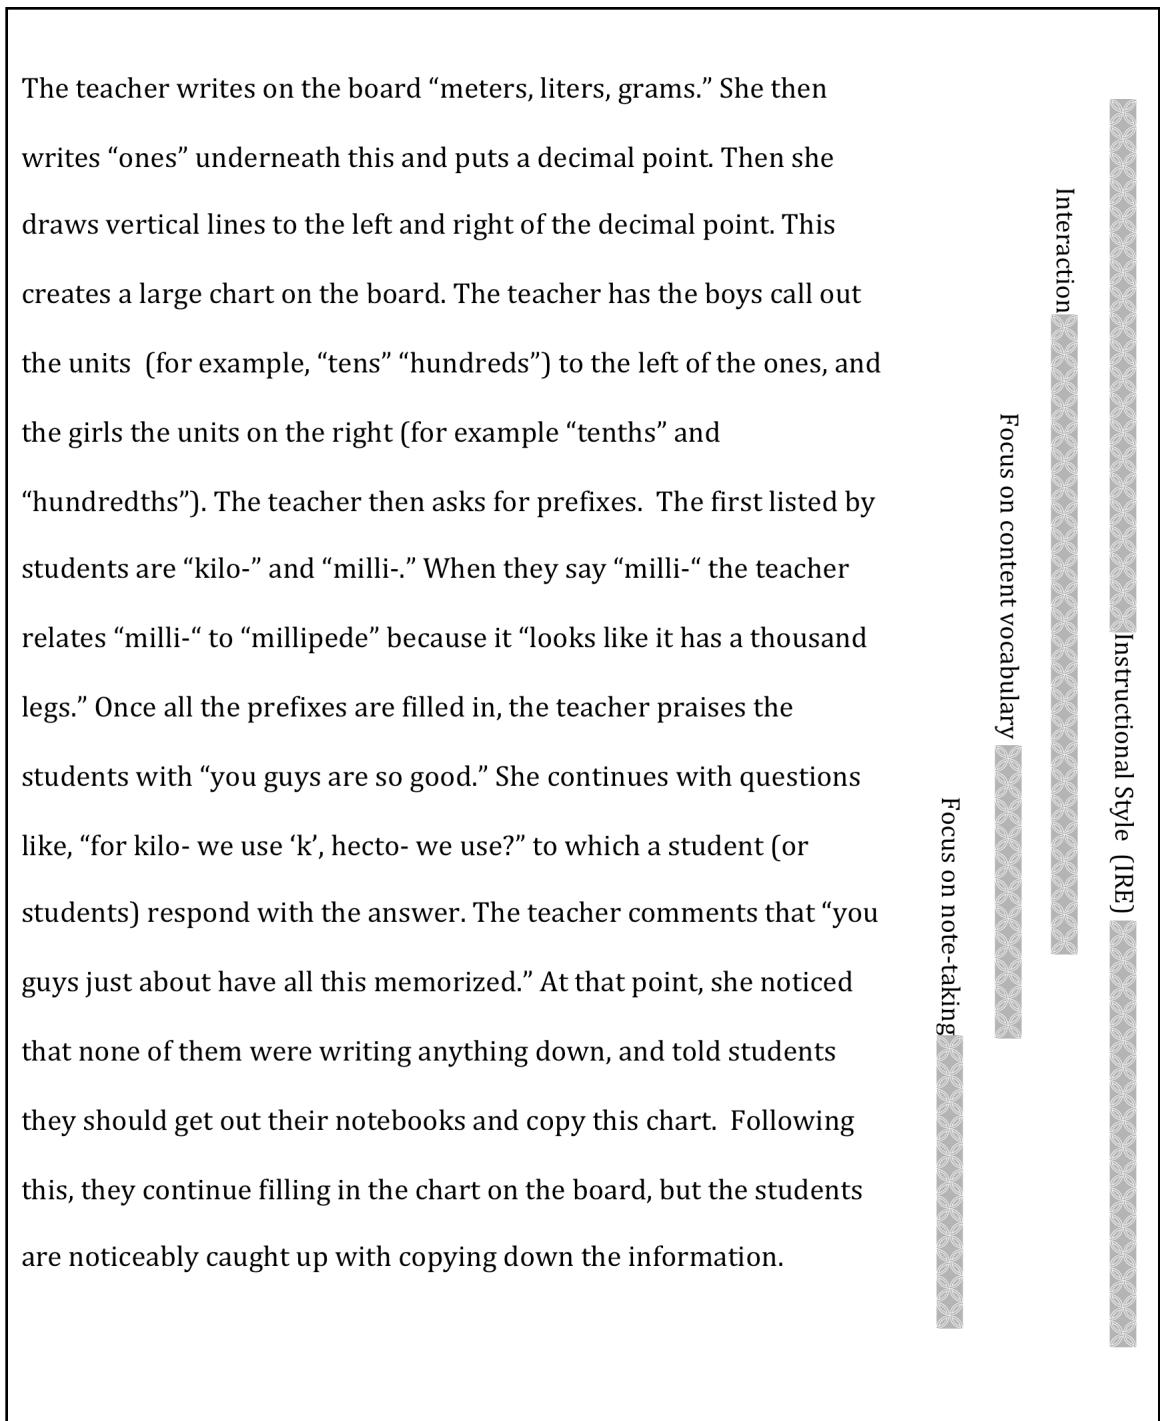 The teacher writes on the board “meters, liters, grams.” She then
writes “ones” underneath this and puts a decimal point. Then she
draws vertical lines to the left and right of the decimal point. This
creates a large chart on the board. The teacher has the boys call out
the units  (for example, “tens” “hundreds”) to the left of the ones, and
the girls the units on the right (for example “tenths” and
“hundredths”). The teacher then asks for prefixes.  The first listed by
students are “kilo-” and “milli-.” When they say “milli-“ the teacher
relates “milli-“ to “millipede” because it “looks like it has a thousand
legs.” Once all the prefixes are filled in, the teacher praises the
students with “you guys are so good.” She continues with questions
like, “for kilo- we use ‘k’, hecto- we use?” to which a student (or
students) respond with the answer. The teacher comments that “you
guys just about have all this memorized.” At that point, she noticed
that none of them were writing anything down, and told students
they should get out their notebooks and copy this chart.  Following
this, they continue filling in the chart on the board, but the students
are noticeably caught up with copying down the information.
Focus on note-taking
Focus on content vocabulary
Interaction
Instructional Style  (IRE)